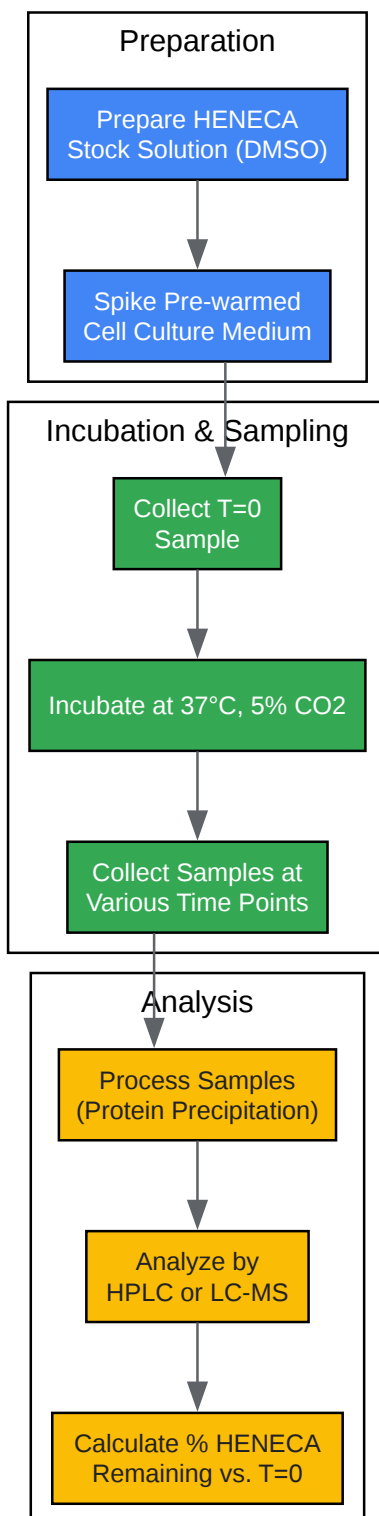 Preparation
Prepare HENECA
Stock Solution (DMSO)
Spike Pre-warmed
Cell Culture Medium
Incubation & Sampling
Collect T=0
Sample
Incubate at 37°C, 5% CO2
Collect Samples at
Various Time Points
Analysis
Process Samples
(Protein Precipitation)
Analyze by
HPLC or LC-MS
Calculate % HENECA
Remaining vs. T=0